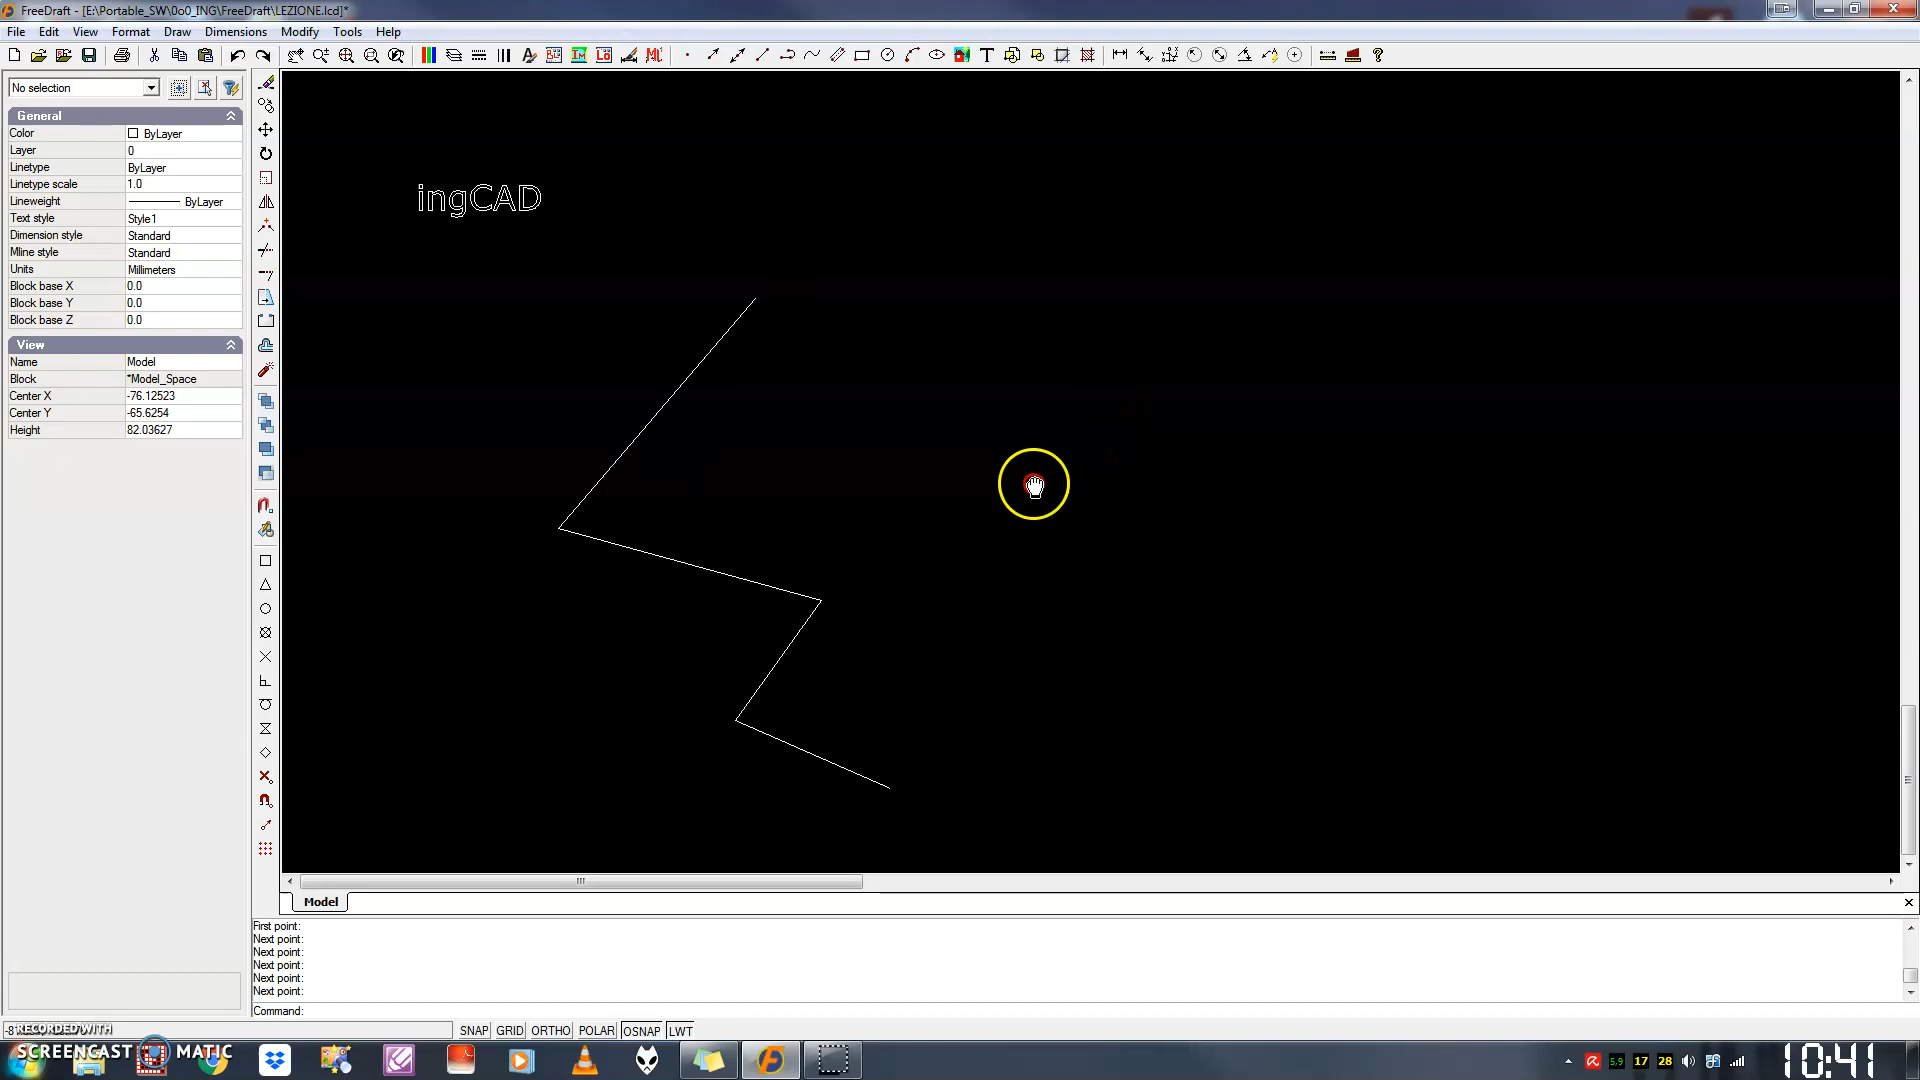 FreeDraft - [E:\Portable_SW\0o0_ING\FreeDraft\LEZIONE.lcd]*
File Edit View Format Draw Dimensions Modify Tools Help
No selection
General
Color ByLayer
Layer 0
Linetype ByLayer
Linetype scale 1.0
Lineweight ByLayer
Text style Style1
Dimension style Standard
Mline style Standard
Units Millimeters
Block base X 0.0
Block base Y 0.0
Block base Z 0.0
View
Name Model
Block *Model_Space
Center X -76.12523
Center Y -65.6254
Height 82.03627
ingCAD
Model
First point:
Next point:
Next point:
Next point:
Next point:
Next point:
Command:
SNAP GRID ORTHO POLAR OSNAP LWT
RECORDED WITH
SCREENCAST MATIC
5,9 17 28 10:41